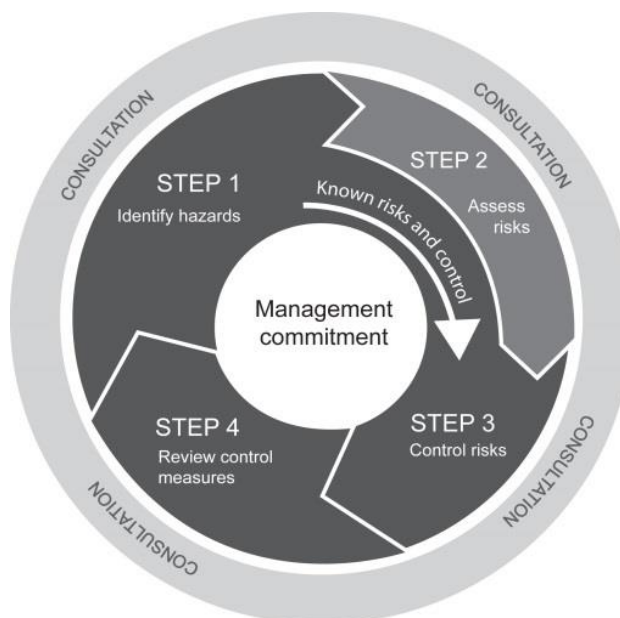 CONSULTATION
CONSULTATION
STEP 1
Identify hazards
STEP 2
Assess
risks
Known risks and control
Management
commitment
STEP 3
Control risks
STEP 4
Review control
measures
CONSULTATION
CONSULTATION